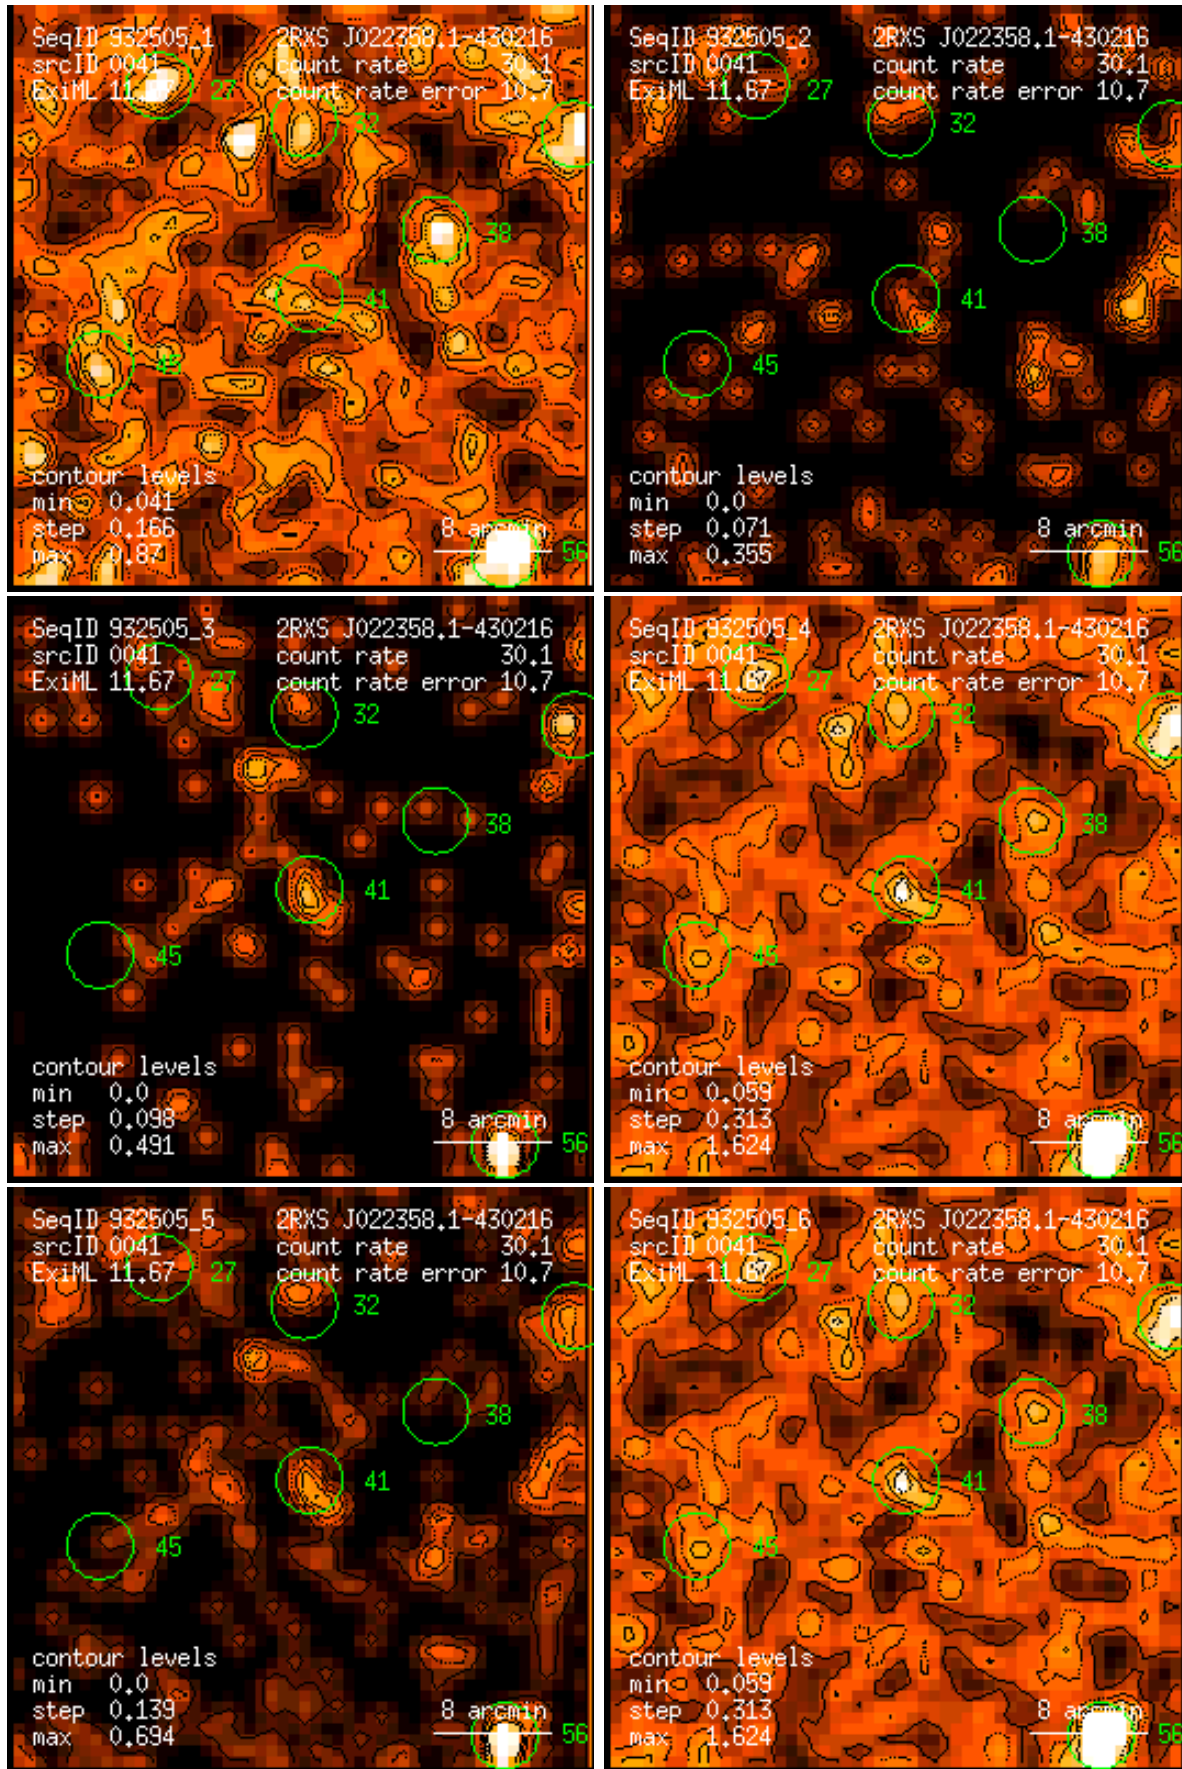 SeqID 932505_1 2RXS J022358.1-430216
srcID 0041 count rate 30.1
ExiML 11.67 27 count rate error 10.7
32
38
41
45
contour levels
min 0.041
step 0.166 8 arcmin
max 0.87 56
SeqID 932505_2 2RXS J022358.1-430216
srcID 0041 count rate 30.1
ExiML 11.67 27 count rate error 10.7
32
38
41
45
contour levels
min 0.0
step 0.071 8 arcmin
max 0.355 56
SeqID 932505_3 2RXS J022358.1-430216
srcID 0041 count rate 30.1
ExiML 11.67 27 count rate error 10.7
32
38
41
45
contour levels
min 0.0
step 0.098 8 arcmin
max 0.491 56
SeqID 932505_4 2RXS J022358.1-430216
srcID 0041 count rate 30.1
ExiML 11.67 27 count rate error 10.7
32
38
41
45
contour levels
min 0.059
step 0.313 8 arcmin
max 1.624 56
SeqID 932505_5 2RXS J022358.1-430216
srcID 0041 count rate 30.1
ExiML 11.67 27 count rate error 10.7
32
38
41
45
contour levels
min 0.0
step 0.139 8 arcmin
max 0.694 56
SeqID 932505_6 2RXS J022358.1-430216
srcID 0041 count rate 30.1
ExiML 11.67 27 count rate error 10.7
32
38
41
45
contour levels
min 0.059
step 0.313 8 arcmin
max 1.624 56